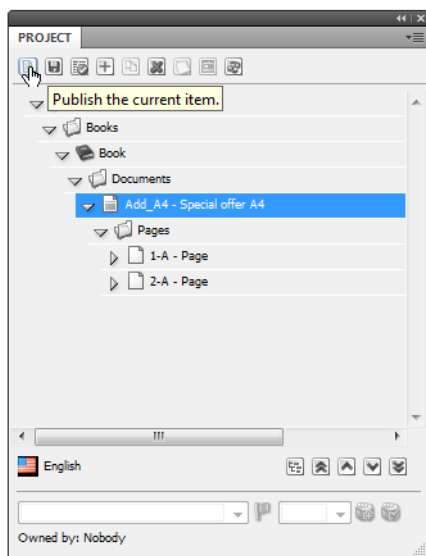 PROJECT
Publish the current item.
Books
Book
Documents
Add_A4 - Special offer A4
Pages
1-A - Page
2-A - Page
English
Owned by: Nobody